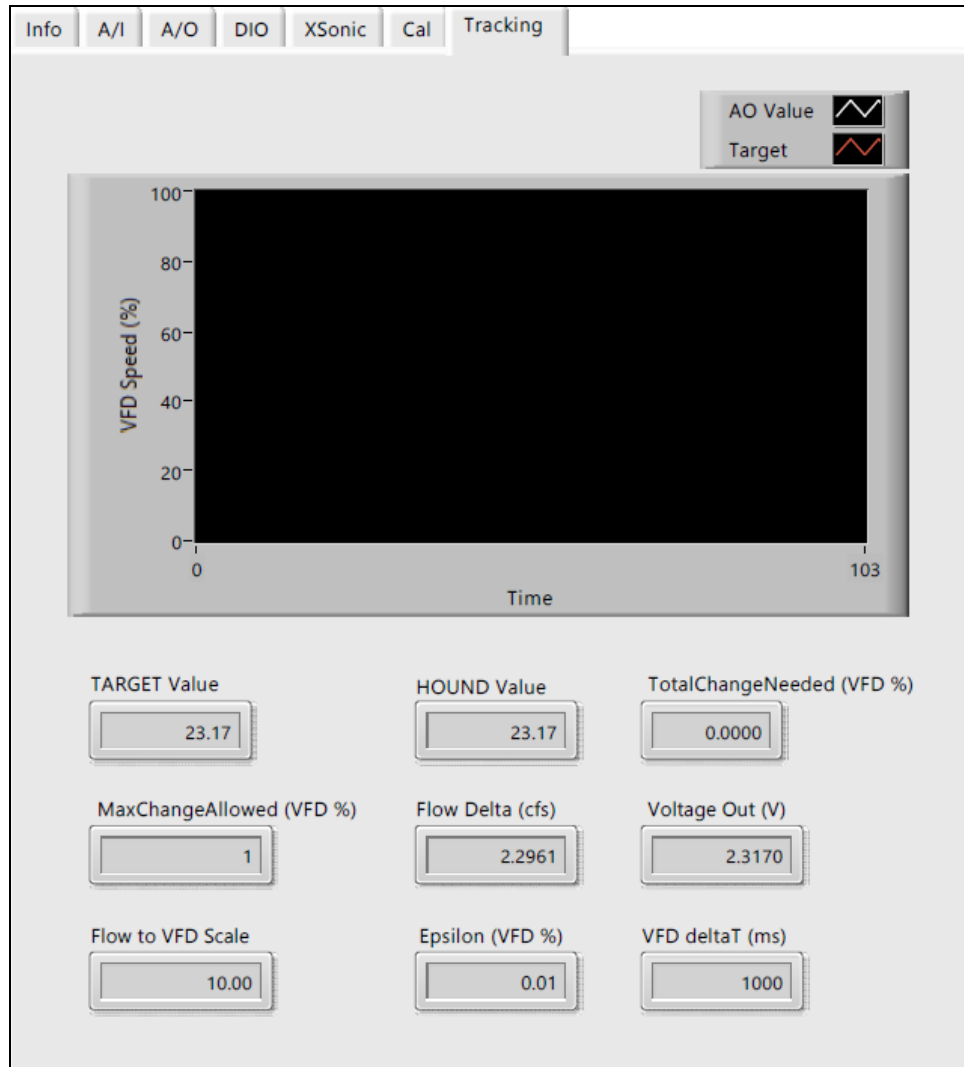 Info A/I A/O DIO XSonic Cal Tracking
AO Value
Target
100
80
60
40
20
0
VFD Speed (%)
0 103
Time
TARGET Value HOUND Value TotalChangeNeeded (VFD %)
23.17 23.17 0.0000
MaxChangeAllowed (VFD %) Flow Delta (cfs) Voltage Out (V)
1 2.2961 2.3170
Flow to VFD Scale Epsilon (VFD %) VFD deltaT (ms)
10.00 0.01 1000